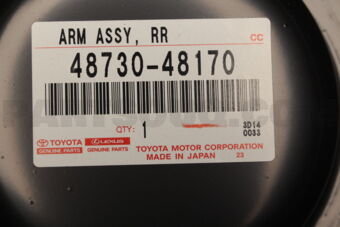 ARM ASSY, RR
CC
48730-48170
QTY: 1
3D14
0033
TOYOTA LEXUS
GENUINE PARTS GENUINE PARTS
TOYOTA MOTOR CORPORATION
MADE IN JAPAN 23